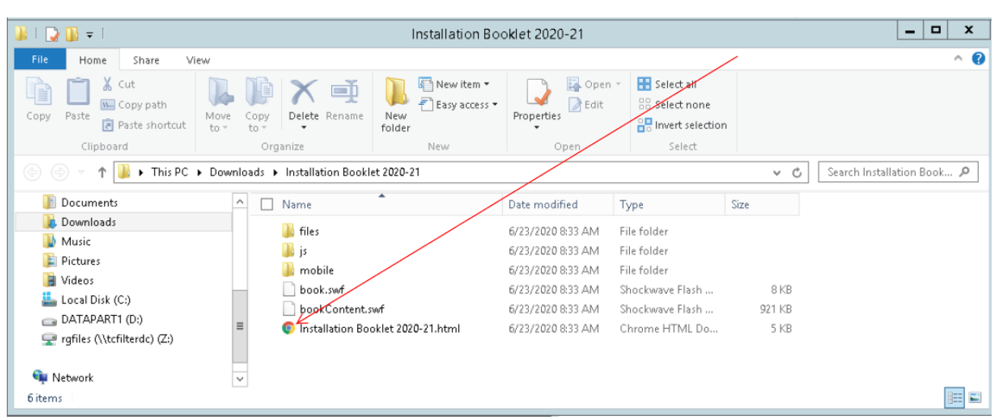 Installation Booklet 2020-21
File Home Share View
Copy
Paste
Cut
Copy path
Paste shortcut
Clipboard
Move to
Copy to
Delete
Rename
Organize
New folder
New item
Easy access
New
Properties
Open
Edit
Open
Select all
Select none
Invert selection
Select
This PC Downloads Installation Booklet 2020-21
Search Installation Book...
Documents
Downloads
Music
Pictures
Videos
Local Disk (C:)
DATAPART1 (D:)
rgfiles (\\tcfilterdc) (Z:)
Network
Name Date modified Type Size
files 6/23/2020 8:33 AM File folder
js 6/23/2020 8:33 AM File folder
mobile 6/23/2020 8:33 AM File folder
book.swf 6/23/2020 8:33 AM Shockwave Flash ... 8 KB
bookContent.swf 6/23/2020 8:33 AM Shockwave Flash ... 921 KB
Installation Booklet 2020-21.html 6/23/2020 8:33 AM Chrome HTML Do... 5 KB
6 items